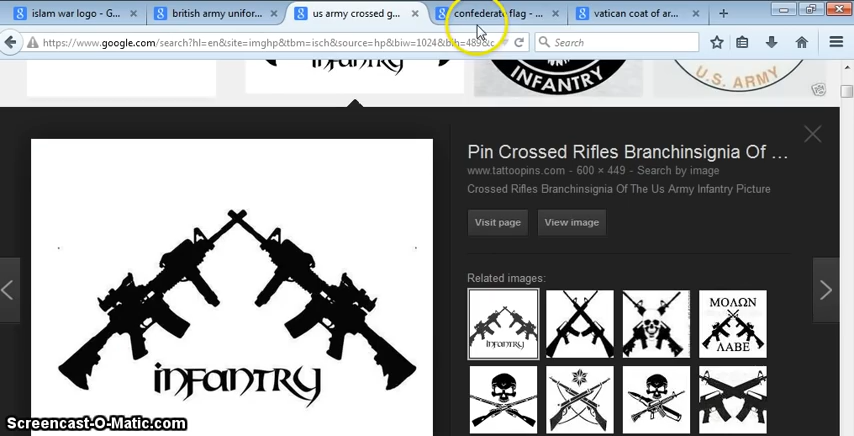 islam war logo - G...
british army unifor...
us army crossed g...
confederate flag - ...
vatican coat of ar...
https://www.google.com/search?hl=en&site=imghp&tbm=isch&source=hp&biw=1024&bih=489&
Search
INFANTRY
U.S. ARMY
Pin Crossed Rifles Branchinsignia Of ...
www.tattoopins.com - 600 × 449 - Search by image
Crossed Rifles Branchinsignia Of The Us Army Infantry Picture
Visit page
View image
Related images:
infantry
infantry
ΜΟΛΩΝ
ΛΑΒΕ
Screencast-O-Matic.com